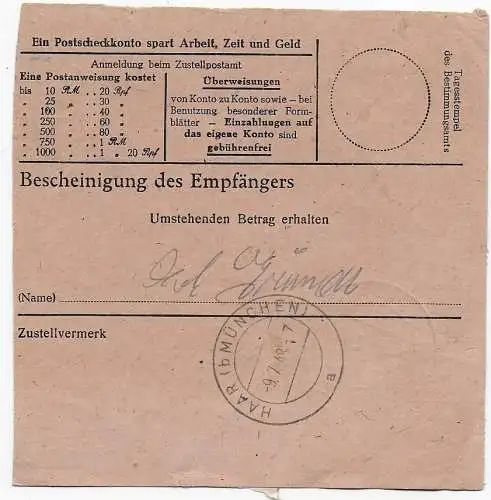 Ein Postscheckkonto spart Arbeit, Zeit und Geld
Anmeldung beim Zustellpostamt
Eine Postanweisung kostet
bis 10 RM .. 20 Rpf
" 25 " .. 30 "
" 100 " .. 40 "
" 250 " .. 60 "
" 500 " .. 80 "
" 750 " .. 1 RM
" 1000 " .. 1 " 20 Rpf
Überweisungen
von Konto zu Konto sowie – bei
Benutzung besonderer Form-
blätter – Einzahlungen auf
das eigene Konto sind
gebührenfrei
Tagesstempel
des Bestimmungsamts
Bescheinigung des Empfängers
Umstehenden Betrag erhalten
(Name)
Zustellvermerk
HAAR (b MÜNCHEN)